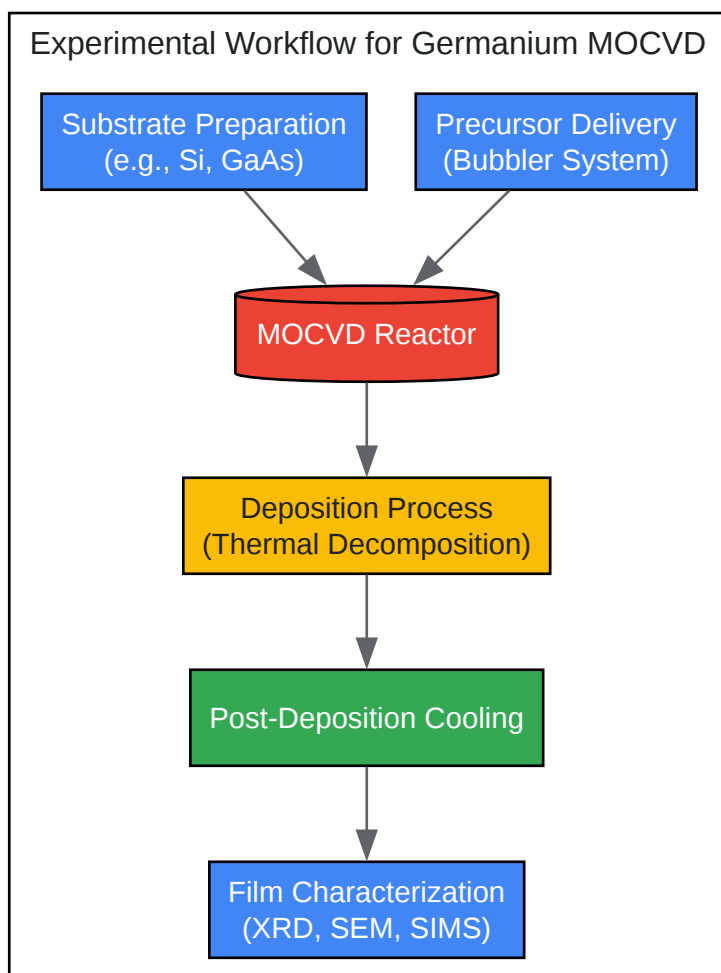 Experimental Workflow for Germanium MOCVD
Substrate Preparation
(e.g., Si, GaAs)
Precursor Delivery
(Bubbler System)
MOCVD Reactor
Deposition Process
(Thermal Decomposition)
Post-Deposition Cooling
Film Characterization
(XRD, SEM, SIMS)